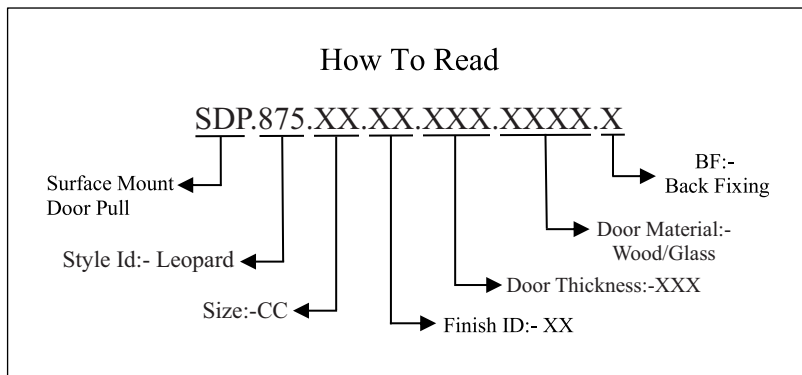 How To Read
SDP.875.XX.XX.XXX.XXXX.X
BF:-
Back Fixing
Surface Mount
Door Pull
Door Material:-
Wood/Glass
Style Id:- Leopard
Door Thickness:-XXX
Size:-CC
Finish ID:- XX